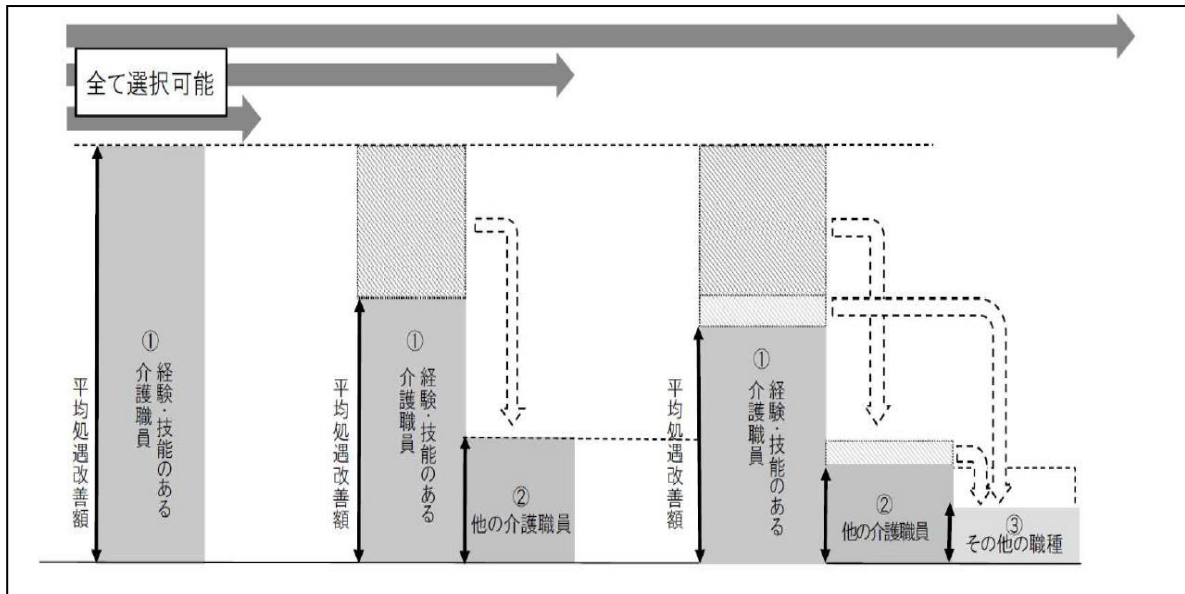 全て選択可能
平均処遇改善額
①
経験・技能のある
介護職員
平均処遇改善額
①
経験・技能のある
介護職員
②
他の介護職員
平均処遇改善額
①
経験・技能のある
介護職員
②
他の介護職員
③
その他の職種